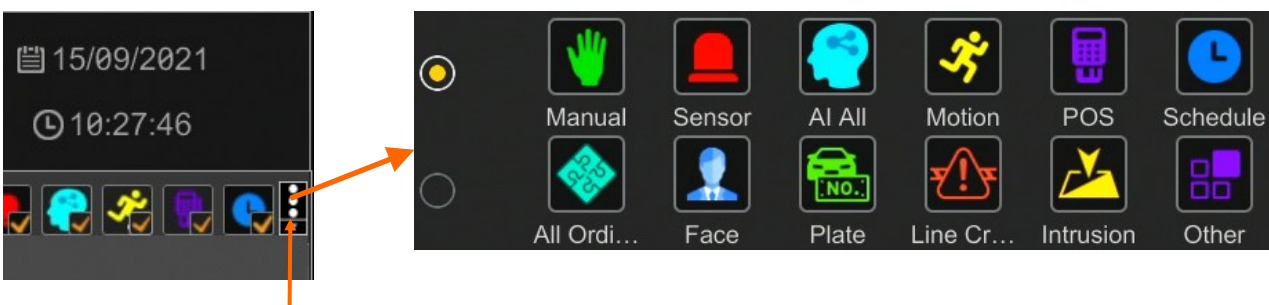 15/09/2021
10:27:46
Manual Sensor AI All Motion POS Schedule
NO.
All Ordi... Face Plate Line Cr... Intrusion Other